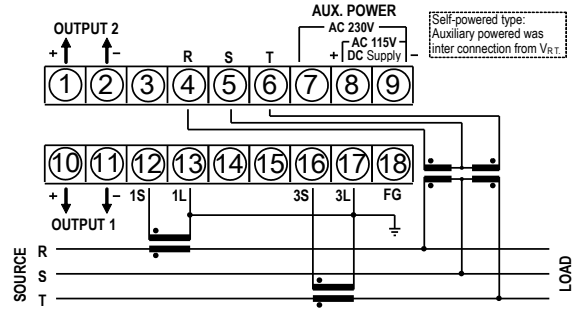 AUX. POWER
AC 230V
AC 115V
+ DC Supply −
Self-powered type:
Auxiliary powered was
inter connection from VRT.
OUTPUT 2
+ −
R S T
1 2 3 4 5 6 7 8 9
10 11 12 13 14 15 16 17 18
+ − 1S 1L 3S 3L FG
OUTPUT 1
SOURCE
R
S
T
LOAD